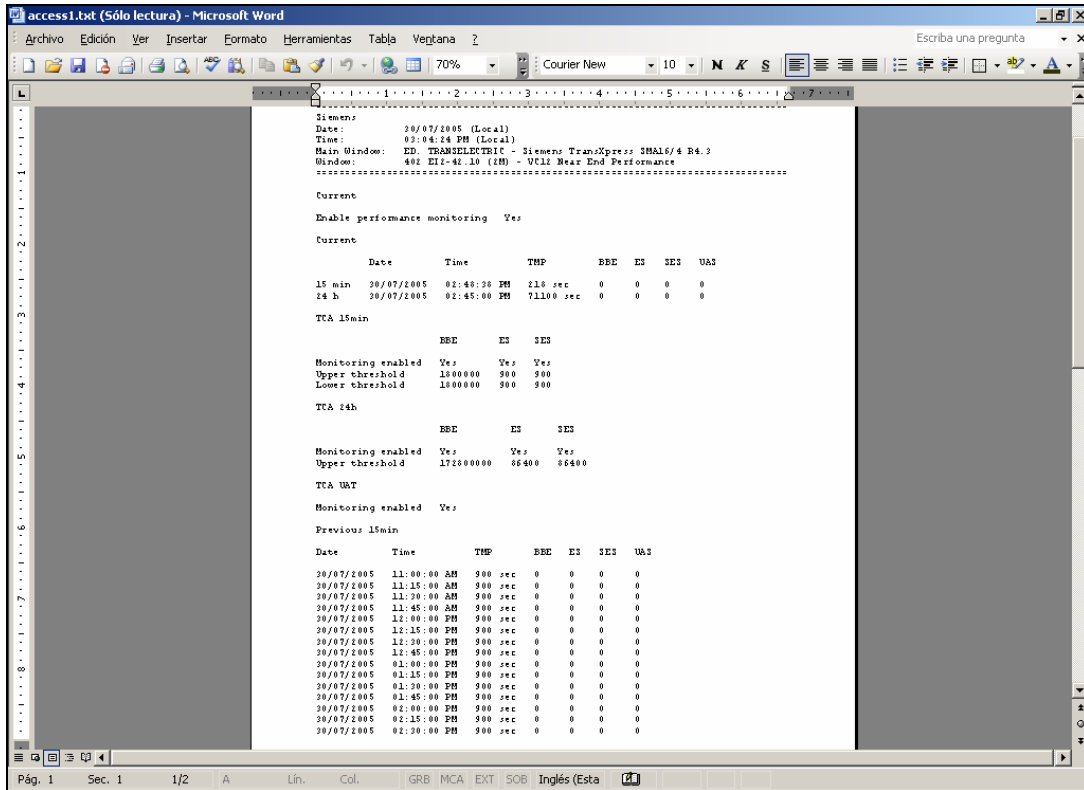 access1.txt (Sólo lectura) - Microsoft Word
Archivo Edición Ver Insertar Formato Herramientas Tabla Ventana ? Escriba una pregunta
70% Courier New 10 N K S
1 2 3 4 5 6 7
Siemens
Date: 30/07/2005 (Local)
Time: 03:04:24 PM (Local)
Main Window: ED. TRANSELECTRIC - Siemens TransXpress SMA16/4 R4.3
Window: 402 EI2-42.10 (2M) - VC12 Near End Performance
Current
Enable performance monitoring Yes
Current
Date Time TMP BBE ES SES UAS
15 min 30/07/2005 02:48:38 PM 218 sec 0 0 0 0
24 h 30/07/2005 02:45:00 PM 71100 sec 0 0 0 0
TCA 15min
BBE ES SES
Monitoring enabled Yes Yes Yes
Upper threshold 1800000 900 900
Lower threshold 1800000 900 900
TCA 24h
BBE ES SES
Monitoring enabled Yes Yes Yes
Upper threshold 172800000 86400 86400
TCA UAT
Monitoring enabled Yes
Previous 15min
Date Time TMP BBE ES SES UAS
30/07/2005 11:00:00 AM 900 sec 0 0 0 0
30/07/2005 11:15:00 AM 900 sec 0 0 0 0
30/07/2005 11:30:00 AM 900 sec 0 0 0 0
30/07/2005 11:45:00 AM 900 sec 0 0 0 0
30/07/2005 12:00:00 PM 900 sec 0 0 0 0
30/07/2005 12:15:00 PM 900 sec 0 0 0 0
30/07/2005 12:30:00 PM 900 sec 0 0 0 0
30/07/2005 12:45:00 PM 900 sec 0 0 0 0
30/07/2005 01:00:00 PM 900 sec 0 0 0 0
30/07/2005 01:15:00 PM 900 sec 0 0 0 0
30/07/2005 01:30:00 PM 900 sec 0 0 0 0
30/07/2005 01:45:00 PM 900 sec 0 0 0 0
30/07/2005 02:00:00 PM 900 sec 0 0 0 0
30/07/2005 02:15:00 PM 900 sec 0 0 0 0
30/07/2005 02:30:00 PM 900 sec 0 0 0 0
Pág. 1 Sec. 1 1/2 A Lín. Col. GRB MCA EXT SOB Inglés (Esta